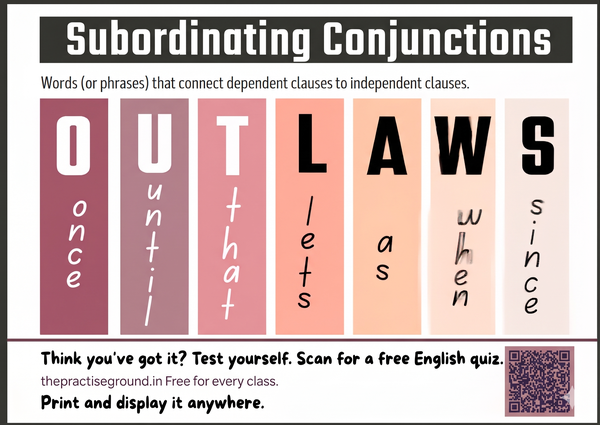 Subordinating Conjunctions
Words (or phrases) that connect dependent clauses to independent clauses.
O U T L A W S
once
until
that
lets
as
when
since
Think you've got it? Test yourself. Scan for a free English quiz.
thepractiseground.in Free for every class.
Print and display it anywhere.